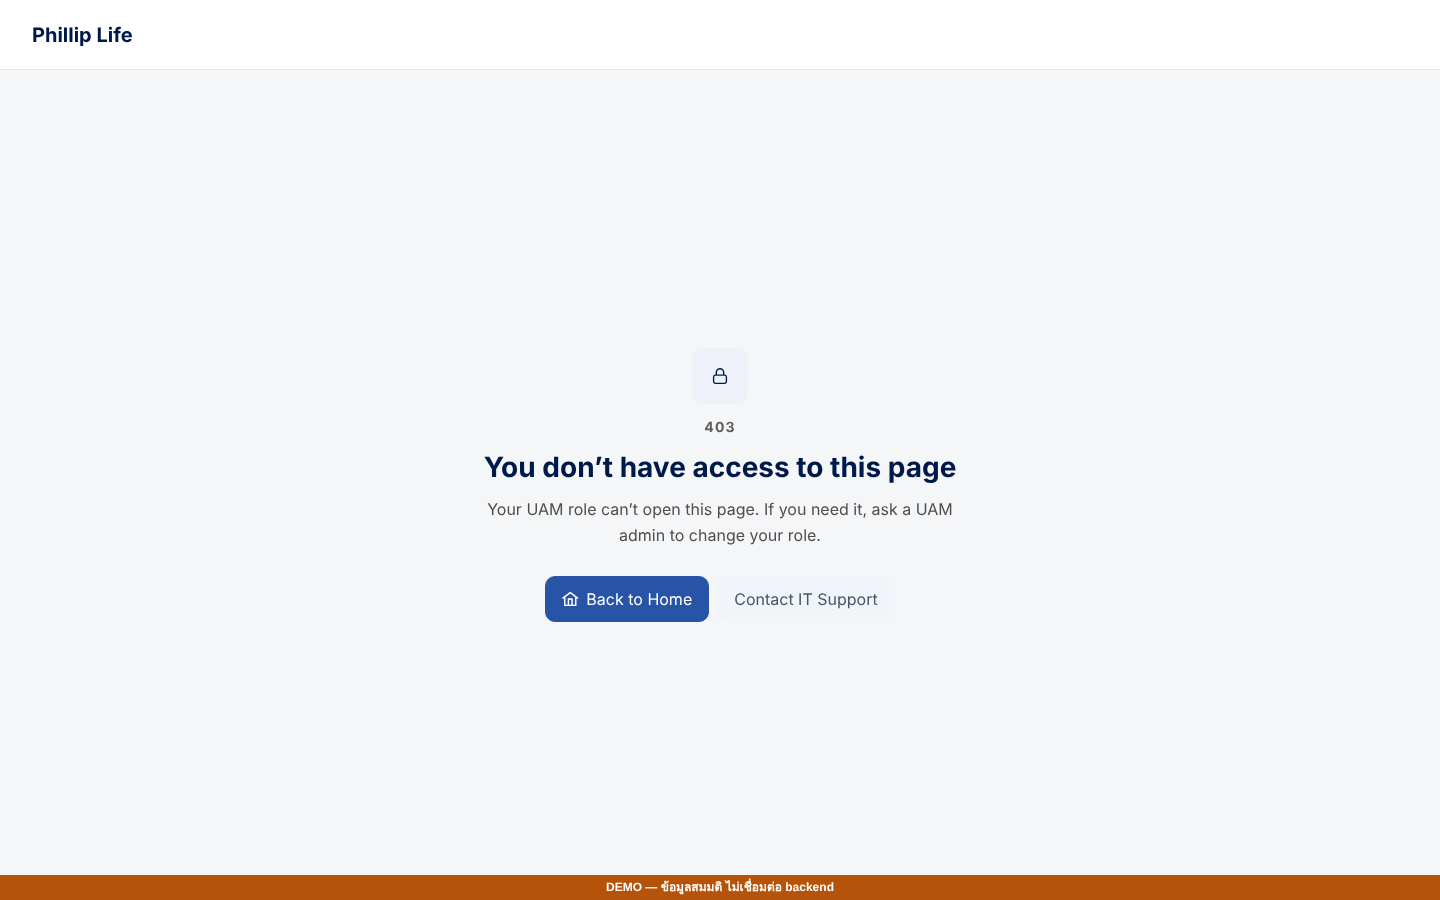 Phillip Life
403
You don’t have access to this page
Your UAM role can’t open this page. If you need it, ask a UAM
admin to change your role.
Back to Home
Contact IT Support
DEMO — ข้อมูลสมมติ ไม่เชื่อมต่อ backend